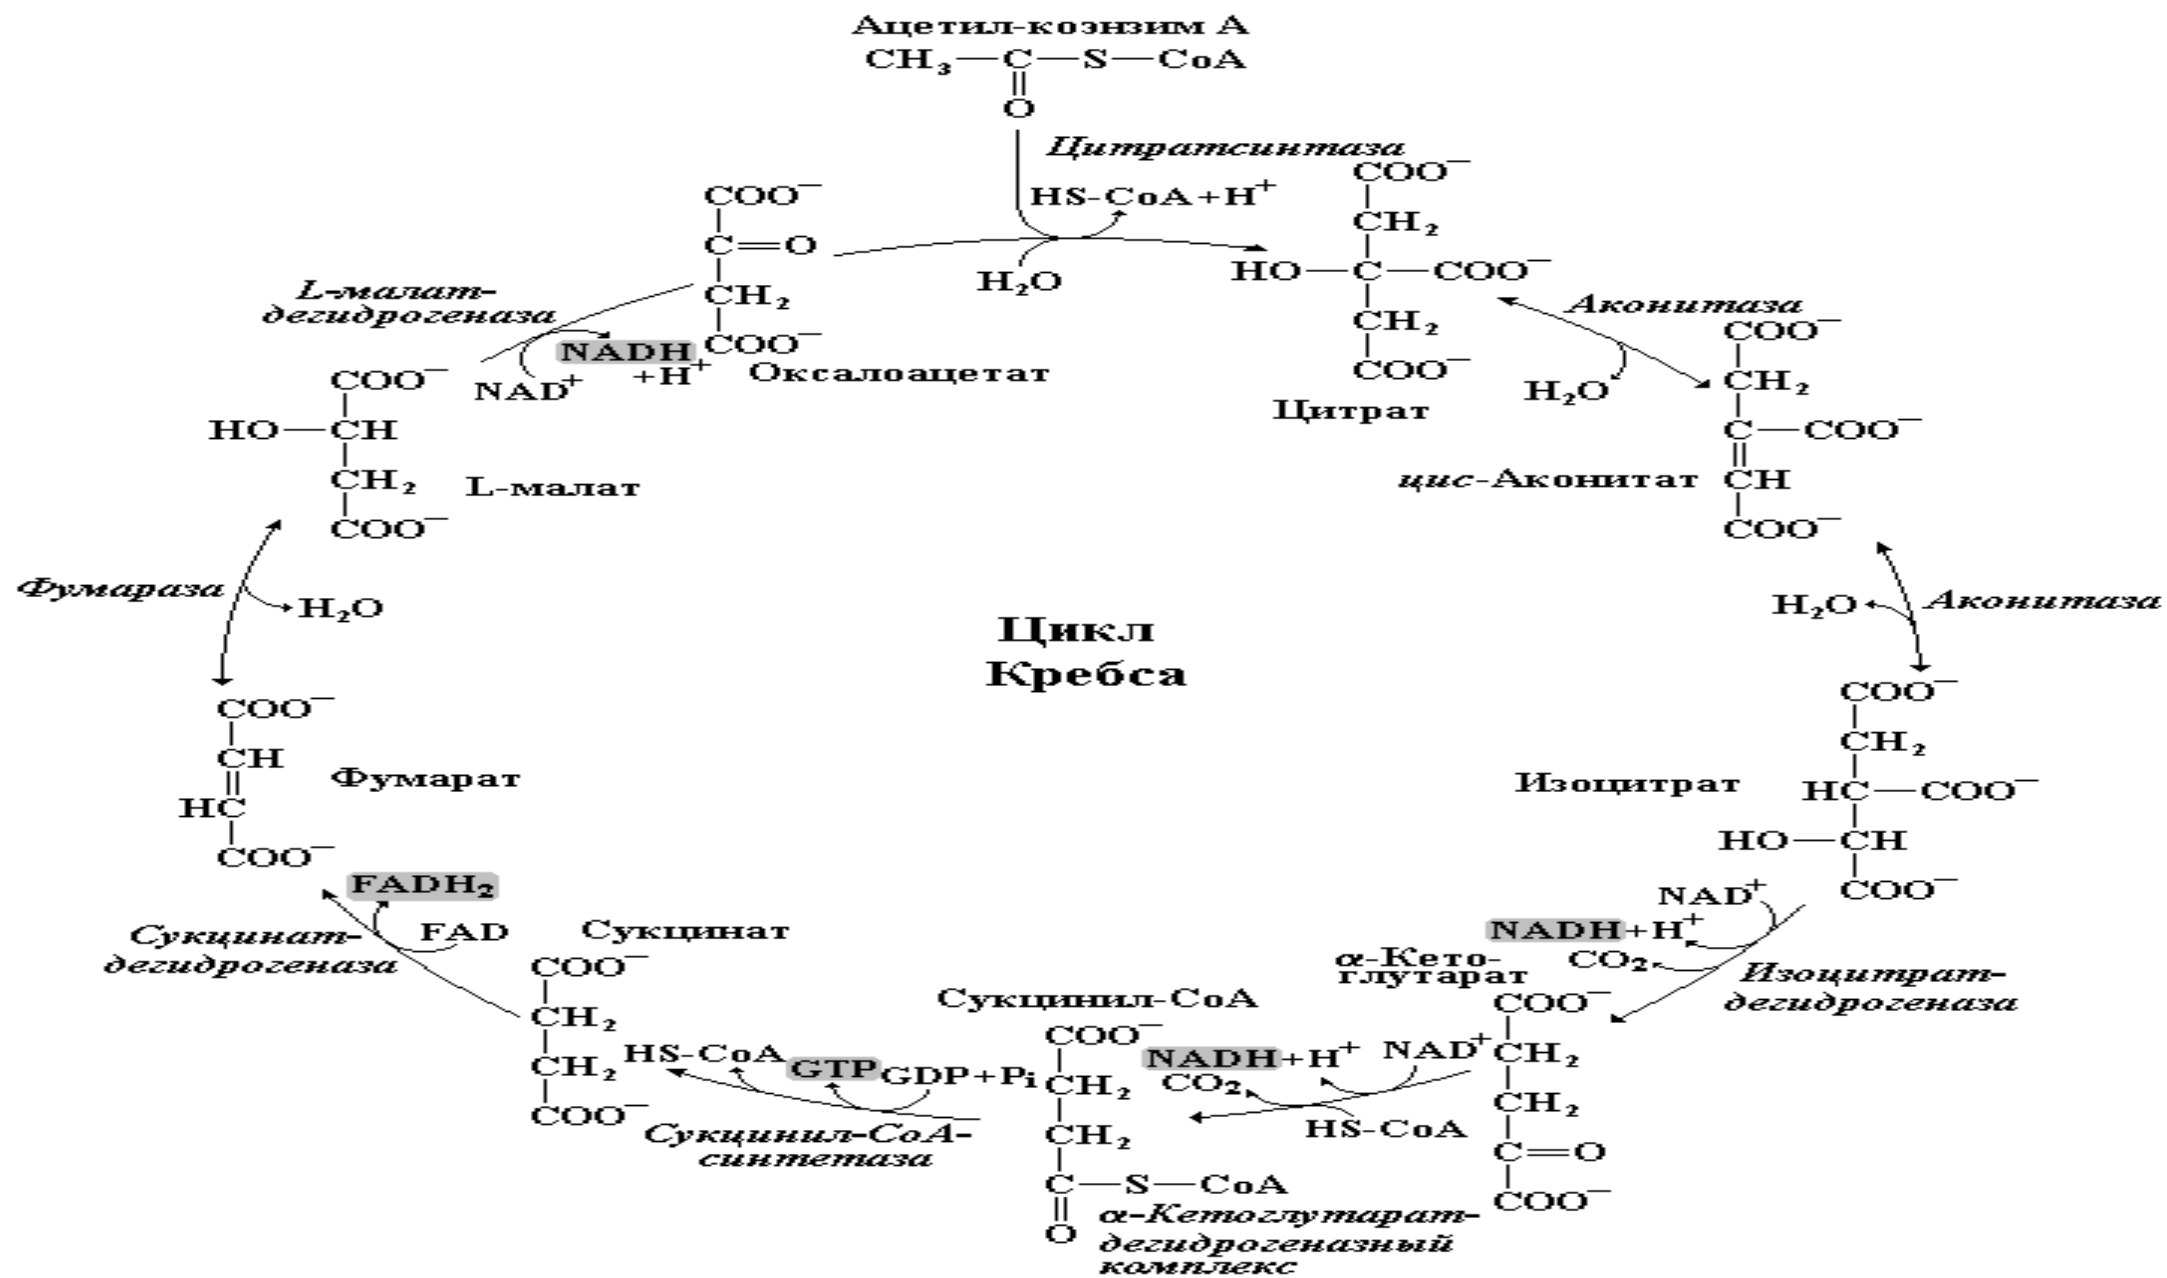 Ацетил-коэнзим А
CH₃—C—S—CoA
O
Цитратсинтаза
HS-CoA+H⁺
H₂O
COO⁻
CH₂
HO—C—COO⁻
CH₂
COO⁻
Цитрат
Аконитаза
H₂O
COO⁻
CH₂
C—COO⁻
CH
COO⁻
цис-Аконитат
Аконитаза
H₂O
COO⁻
CH₂
HC—COO⁻
HO—CH
COO⁻
Изоцитрат
NAD⁺
NADH+H⁺
CO₂
Изоцитрат-
дегидрогеназа
α-Кето-
глутарат
COO⁻
CH₂
CH₂
C=O
COO⁻
NAD⁺
NADH+H⁺
CO₂
HS-CoA
α-Кетоглутарат-
дегидрогеназный
комплекс
Сукцинил-CoA
COO⁻
CH₂
CH₂
C—S—CoA
O
GDP+Pi
GTP
HS-CoA
Сукцинил-CoA-
синтетаза
Сукцинат
COO⁻
CH₂
CH₂
COO⁻
FAD
FADH₂
Сукцинат-
дегидрогеназа
COO⁻
CH
HC
COO⁻
Фумарат
Фумараза
H₂O
COO⁻
HO—CH
CH₂
COO⁻
L-малат
L-малат-
дегидрогеназа
NAD⁺
NADH
+H⁺
COO⁻
C=O
CH₂
COO⁻
Оксалоацетат
Цикл
Кребса